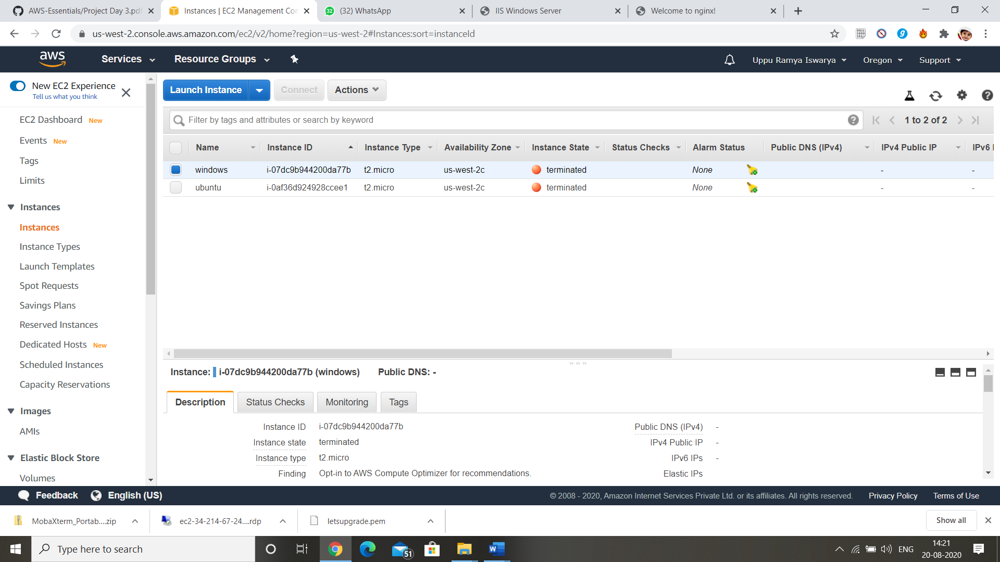 AWS-Essentials/Project Day 3.pdf
Instances | EC2 Management Con
(32) WhatsApp
IIS Windows Server
Welcome to nginx!
us-west-2.console.aws.amazon.com/ec2/v2/home?region=us-west-2#Instances:sort=instanceId
aws
Services
Resource Groups
Uppu Ramya Iswarya
Oregon
Support
New EC2 Experience
Tell us what you think
EC2 Dashboard New
Events New
Tags
Limits
Instances
Instances
Instance Types
Launch Templates
Spot Requests
Savings Plans
Reserved Instances
Dedicated Hosts New
Scheduled Instances
Capacity Reservations
Images
AMIs
Elastic Block Store
Volumes
Launch Instance
Connect
Actions
Filter by tags and attributes or search by keyword
1 to 2 of 2
Name Instance ID Instance Type Availability Zone Instance State Status Checks Alarm Status Public DNS (IPv4) IPv4 Public IP IPv6 I
windows i-07dc9b944200da77b t2.micro us-west-2c terminated None - -
ubuntu i-0af36d924928ccee1 t2.micro us-west-2c terminated None - -
Instance: i-07dc9b944200da77b (windows) Public DNS: -
Description Status Checks Monitoring Tags
Instance ID i-07dc9b944200da77b Public DNS (IPv4) -
Instance state terminated IPv4 Public IP -
Instance type t2.micro IPv6 IPs -
Finding Opt-in to AWS Compute Optimizer for recommendations. Elastic IPs
Feedback
English (US)
© 2008 - 2020, Amazon Internet Services Private Ltd. or its affiliates. All rights reserved.
Privacy Policy
Terms of Use
MobaXterm_Portab....zip
ec2-34-214-67-24....rdp
letsupgrade.pem
Show all
Type here to search
51
ENG
14:21
20-08-2020